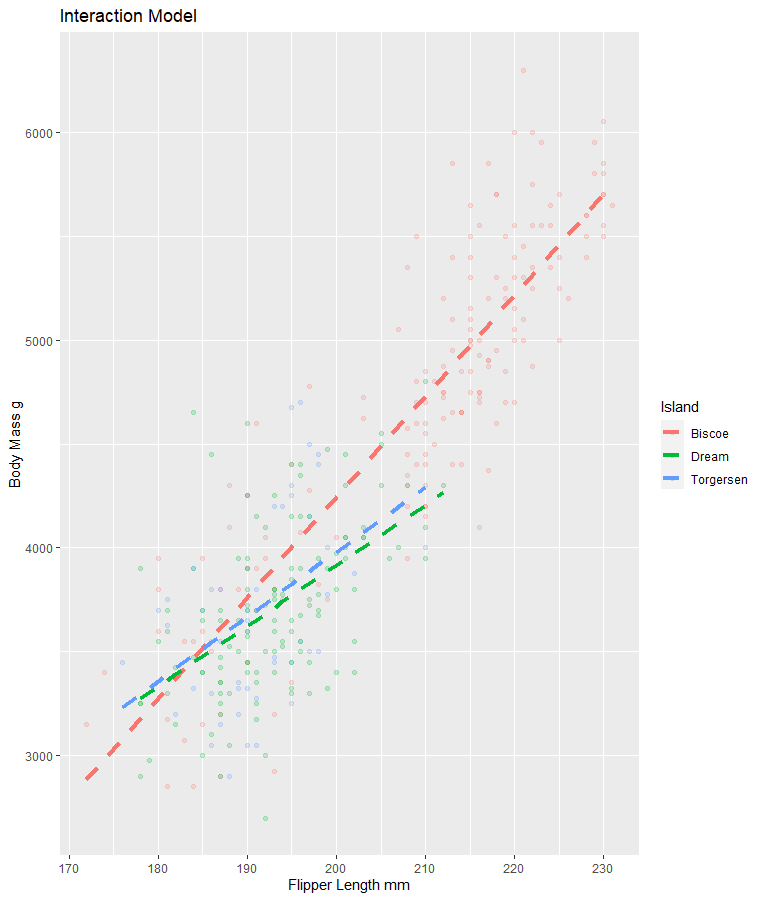 Interaction Model
6000
5000
4000
3000
Body Mass g
170 180 190 200 210 220 230
Flipper Length mm
Island
Biscoe
Dream
Torgersen